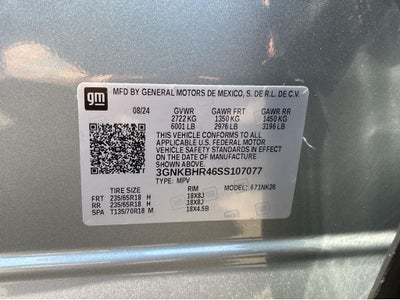 gm
MFD BY GENERAL MOTORS DE MEXICO, S. DE R.L. DE C.V.
08/24 GVWR GAWR FRT GAWR RR
2722 KG 1350 KG 1450 KG
6001 LB 2976 LB 3196 LB
THIS VEHICLE CONFORMS TO ALL
APPLICABLE U.S. FEDERAL MOTOR
VEHICLE SAFETY STANDARDS IN EFFECT
ON THE DATE OF MANUFACTURE
SHOWN ABOVE.
3GNKBHR46SS107077
TYPE: MPV MODEL: 671NK26
TIRE SIZE RIM
FRT 235/65R18 H 18X8J
RR 235/65R18 H 18X8J
SPA T135/70R18 M 18X4.5B